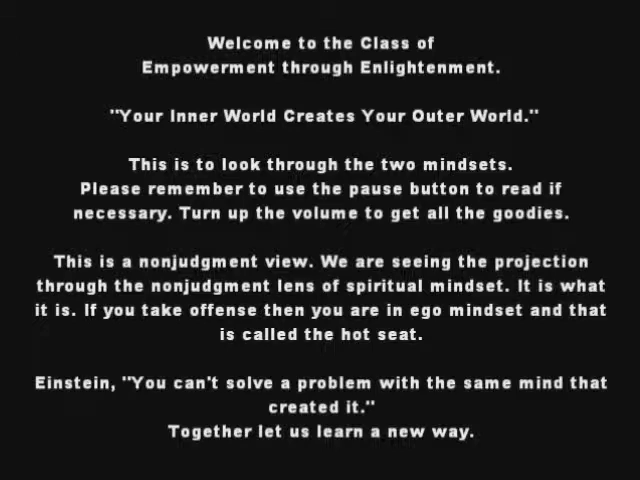 Welcome to the Class of
Empowerment through Enlightenment.
"Your Inner World Creates Your Outer World."
This is to look through the two mindsets.
Please remember to use the pause button to read if
necessary. Turn up the volume to get all the goodies.
This is a nonjudgment view. We are seeing the projection
through the nonjudgment lens of spiritual mindset. It is what
it is. If you take offense then you are in ego mindset and that
is called the hot seat.
Einstein, "You can't solve a problem with the same mind that
created it."
Together let us learn a new way.